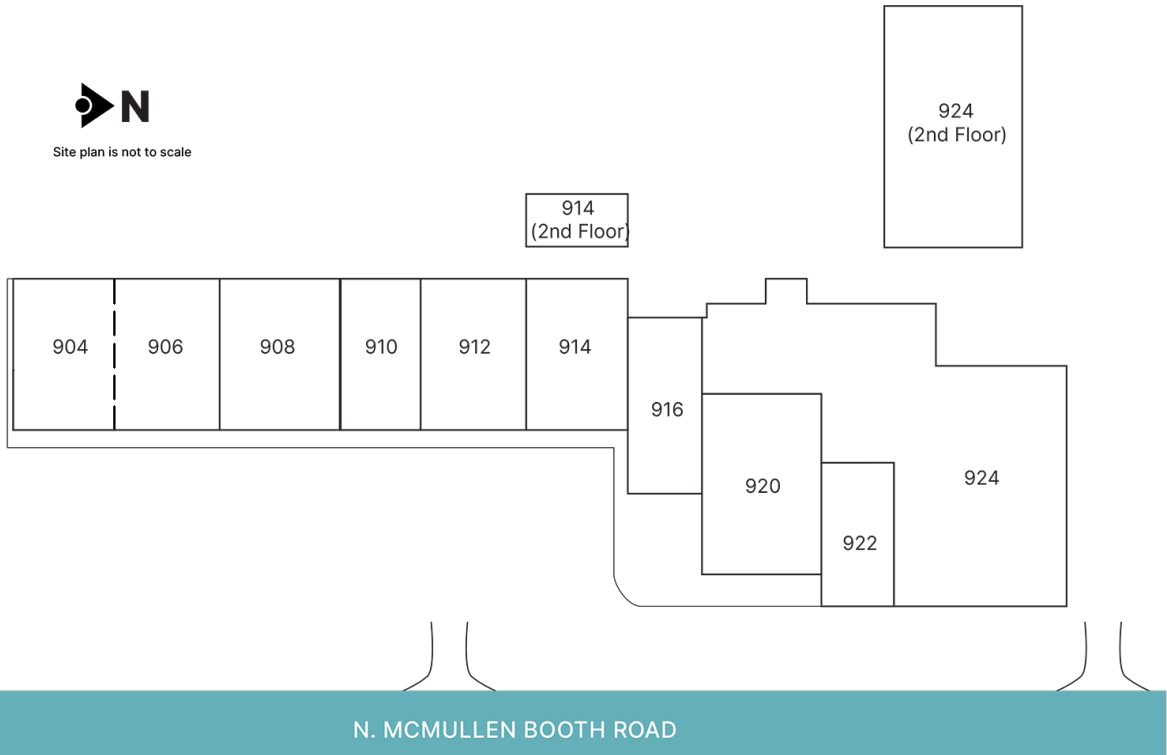 924
(2nd Floor)
N
Site plan is not to scale
914
(2nd Floor)
904
906
908
910
912
914
916
920
922
924
N. MCMULLEN BOOTH ROAD